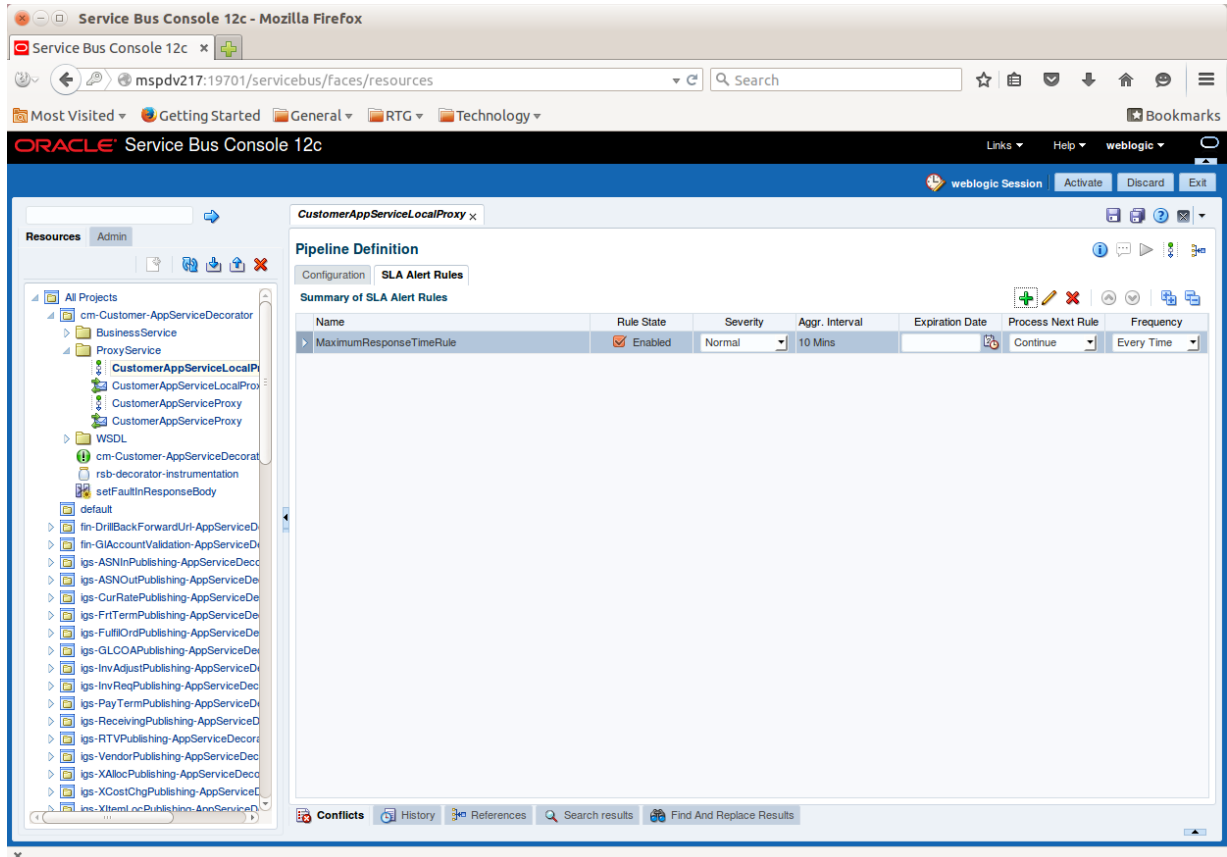 Service Bus Console 12c - Mozilla Firefox
Service Bus Console 12c
mspdv217:19701/servicebus/faces/resources
Search
Most Visited
Getting Started
General
RTG
Technology
Bookmarks
ORACLE Service Bus Console 12c
Links
Help
weblogic
weblogic Session
Activate
Discard
Exit
CustomerAppServiceLocalProxy
Resources
Admin
Pipeline Definition
Configuration
SLA Alert Rules
Summary of SLA Alert Rules
Name
Rule State
Severity
Aggr. Interval
Expiration Date
Process Next Rule
Frequency
MaximumResponseTimeRule
Enabled
Normal
10 Mins
Continue
Every Time
All Projects
cm-Customer-AppServiceDecorator
BusinessService
ProxyService
CustomerAppServiceLocalPr
CustomerAppServiceLocalProx
CustomerAppServiceProxy
CustomerAppServiceProxy
WSDL
cm-Customer-AppServiceDecorat
rsb-decorator-instrumentation
setFaultInResponseBody
default
fin-DrillBackForwardUrl-AppServiceD
fin-GlAccountValidation-AppServiceDe
igs-ASNInPublishing-AppServiceDeco
igs-ASNOutPublishing-AppServiceDe
igs-CurRatePublishing-AppServiceDe
igs-FrtTermPublishing-AppServiceDe
igs-FulfilOrdPublishing-AppServiceDe
igs-GLCOAPublishing-AppServiceDe
igs-InvAdjustPublishing-AppServiceDe
igs-InvReqPublishing-AppServiceDec
igs-PayTermPublishing-AppServiceDe
igs-ReceivingPublishing-AppServiceD
igs-RTVPublishing-AppServiceDecora
igs-VendorPublishing-AppServiceDec
igs-XAllocPublishing-AppServiceDeco
igs-XCostChgPublishing-AppServiceD
igs-XItemLocPublishing-AppServiceD
Conflicts
History
References
Search results
Find And Replace Results